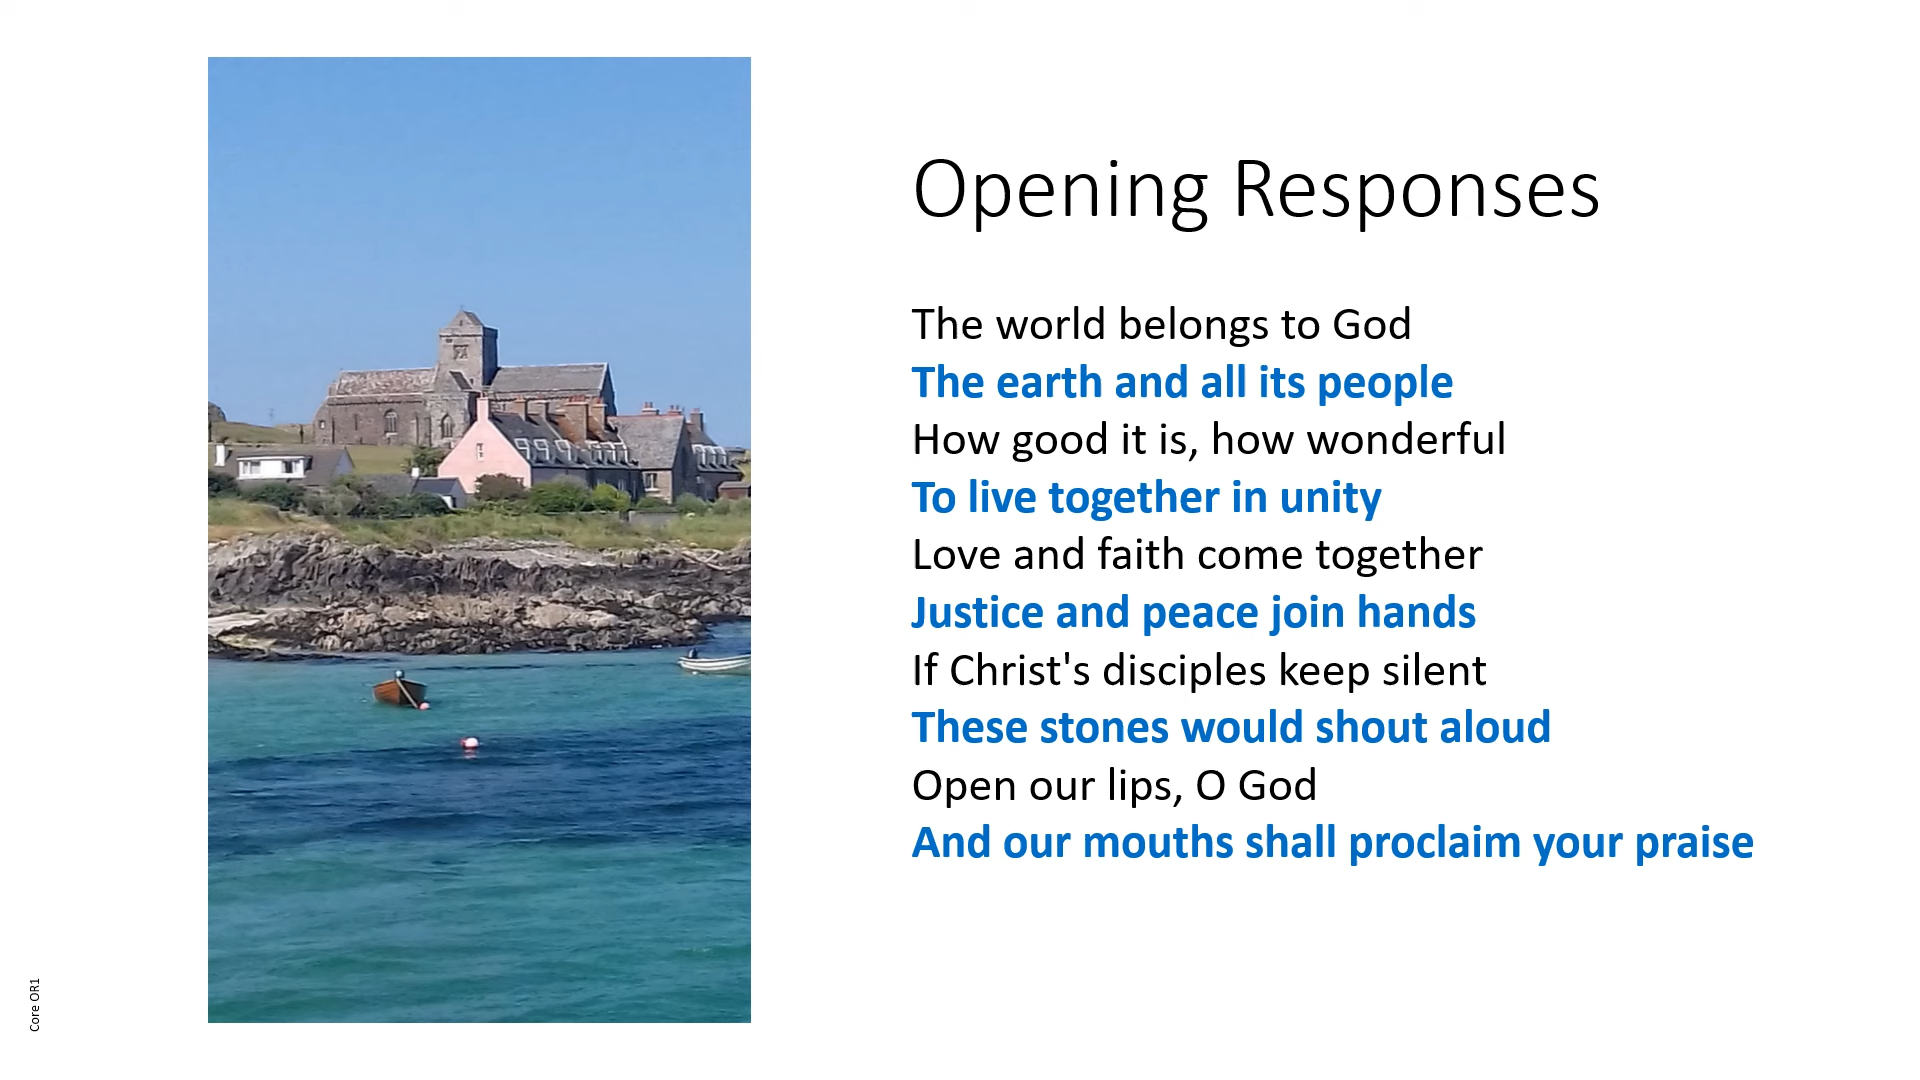 Opening Responses
The world belongs to God
The earth and all its people
How good it is, how wonderful
To live together in unity
Love and faith come together
Justice and peace join hands
If Christ's disciples keep silent
These stones would shout aloud
Open our lips, O God
And our mouths shall proclaim your praise
Core OR1